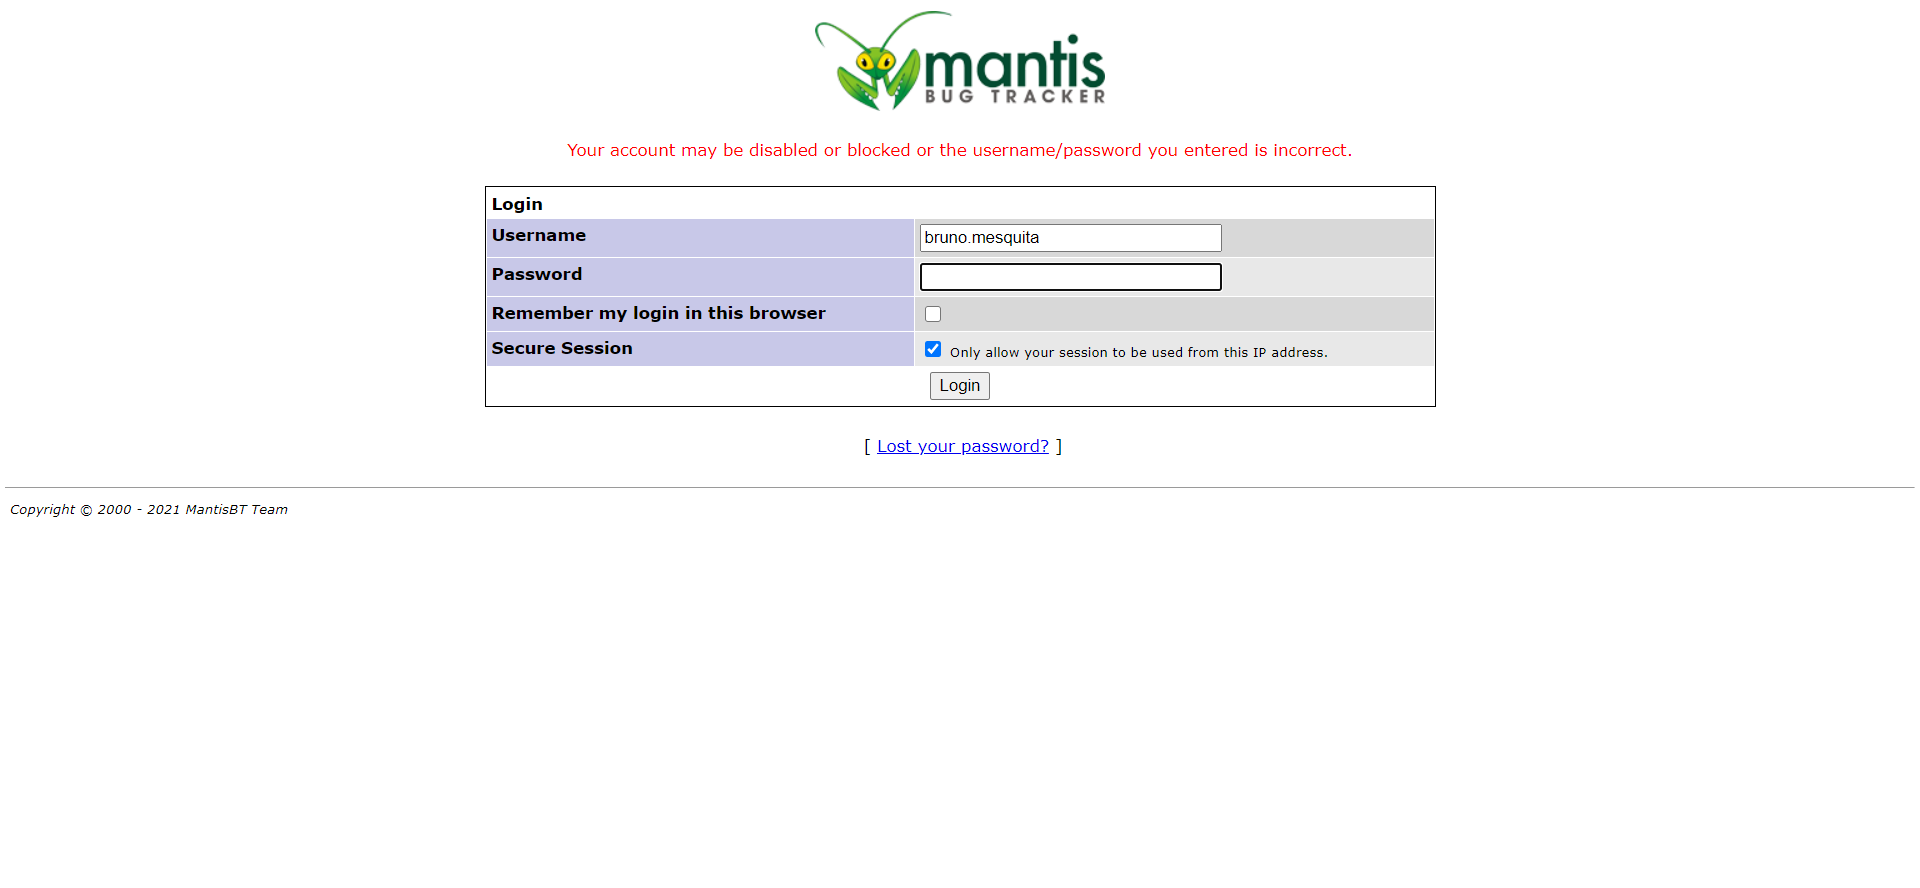 mantis
BUG TRACKER
Your account may be disabled or blocked or the username/password you entered is incorrect.
Login
Username bruno.mesquita
Password
Remember my login in this browser
Secure Session Only allow your session to be used from this IP address.
Login
[ Lost your password? ]
Copyright © 2000 - 2021 MantisBT Team